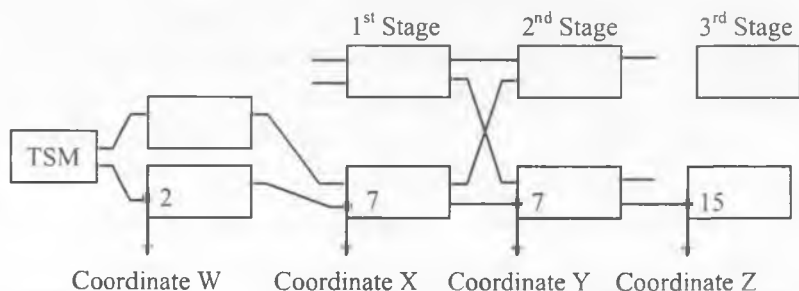 1st Stage 2nd Stage 3rd Stage
TSM
2 7 7 15
Coordinate W Coordinate X Coordinate Y Coordinate Z